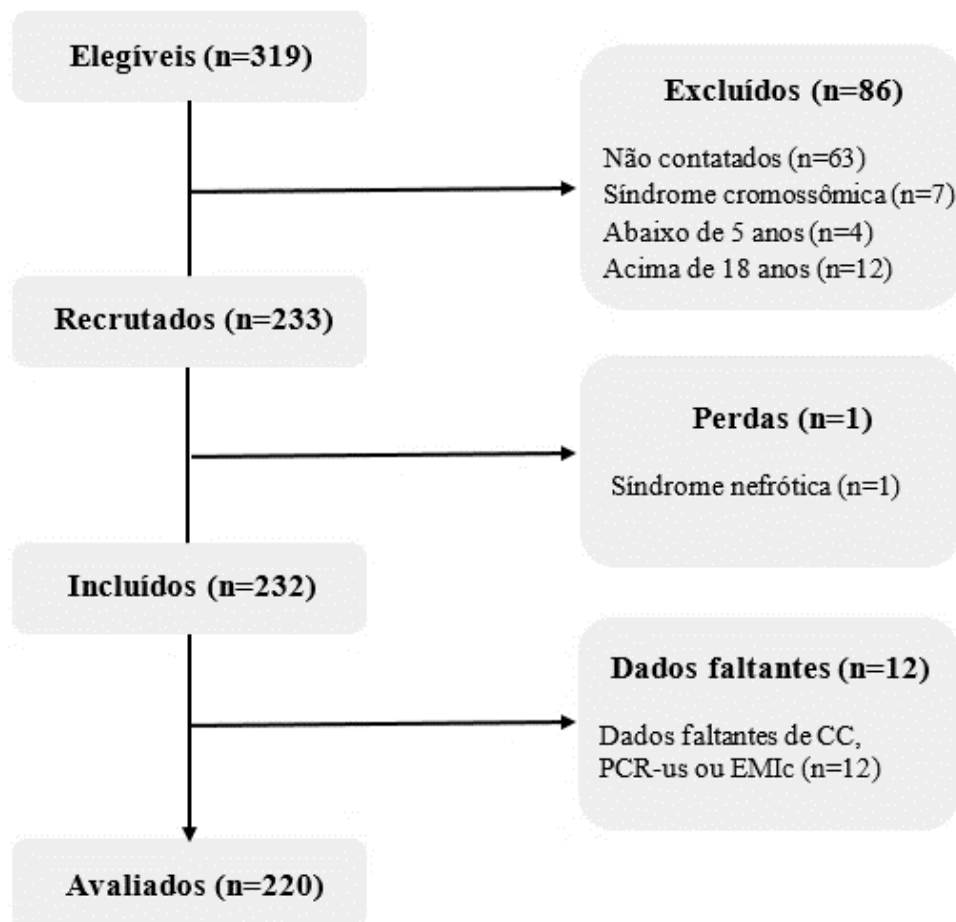 Elegíveis (n=319)
Excluídos (n=86)
Não contatados (n=63)
Síndrome cromossômica (n=7)
Abaixo de 5 anos (n=4)
Acima de 18 anos (n=12)
Recrutados (n=233)
Perdas (n=1)
Síndrome nefrótica (n=1)
Incluídos (n=232)
Dados faltantes (n=12)
Dados faltantes de CC,
PCR-us ou EMIc (n=12)
Avaliados (n=220)